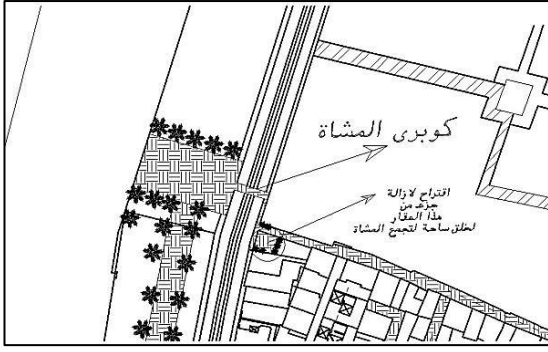 كوبرى المشاة
اقتراح لازالة
جزء من
هذا العقار
لخلق ساحة لتجمع المشاة